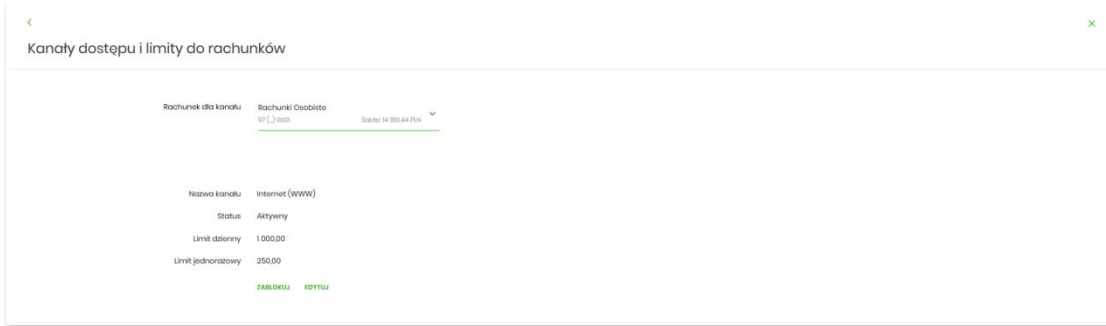 Kanały dostępu i limity do rachunków
Rachunek dla kanału Rachunki Osobiste
97 (...) 0001 Saldo: 14 861,44 PLN
Nazwa kanału Internet (WWW)
Status Aktywny
Limit dzienny 1 000,00
Limit jednorazowy 250,00
ZABLOKUJ EDYTUJ